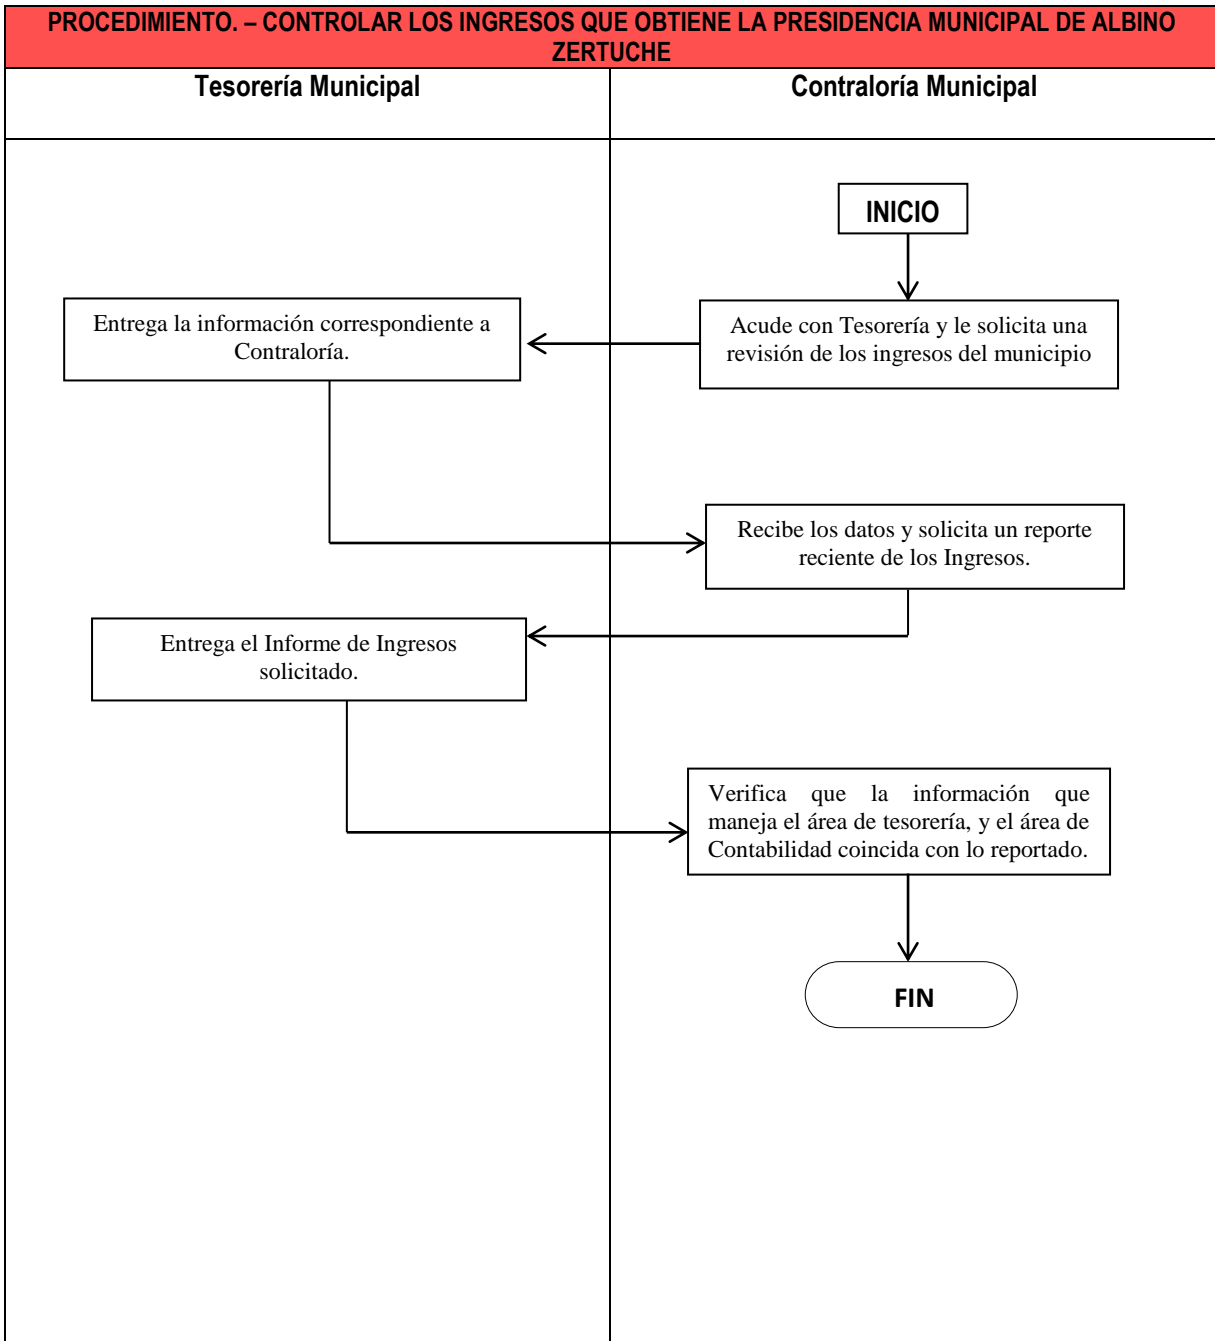 PROCEDIMIENTO. – CONTROLAR LOS INGRESOS QUE OBTIENE LA PRESIDENCIA MUNICIPAL DE ALBINO
ZERTUCHE
Tesorería Municipal
Contraloría Municipal
INICIO
Acude con Tesorería y le solicita una
revisión de los ingresos del municipio
Entrega la información correspondiente a
Contraloría.
Recibe los datos y solicita un reporte
reciente de los Ingresos.
Entrega el Informe de Ingresos
solicitado.
Verifica que la información que
maneja el área de tesorería, y el área de
Contabilidad coincida con lo reportado.
FIN